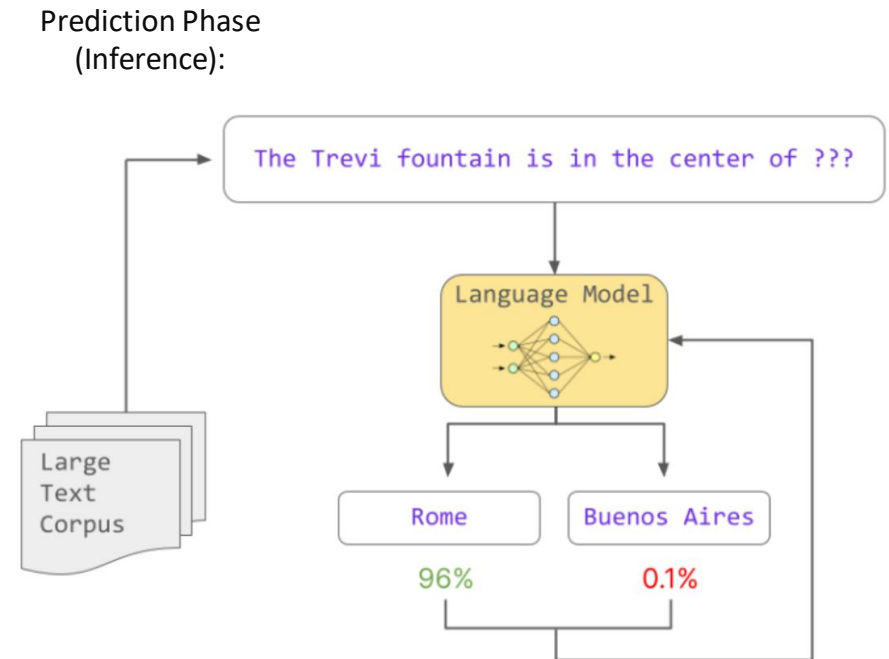 Prediction Phase
(Inference):
The Trevi fountain is in the center of ???
Language Model
Large
Text
Corpus
Rome
Buenos Aires
96%
0.1%